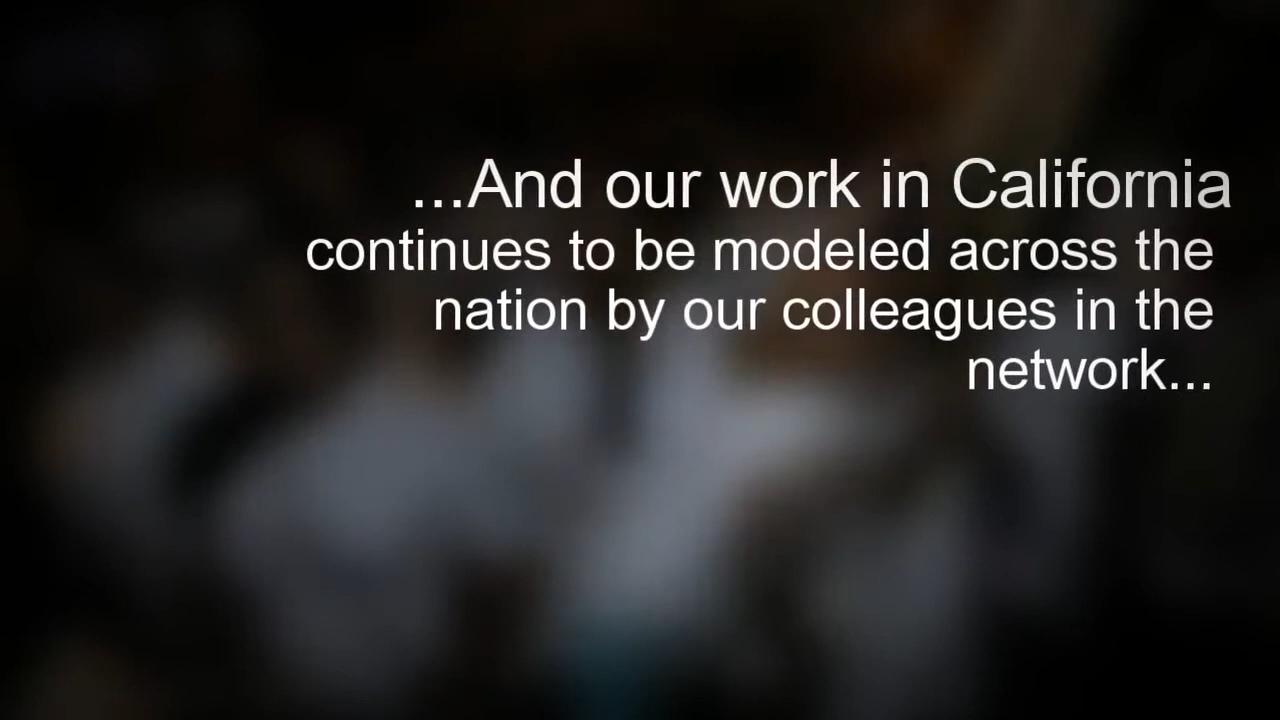 ...And our work in California
continues to be modeled across the
nation by our colleagues in the
network...